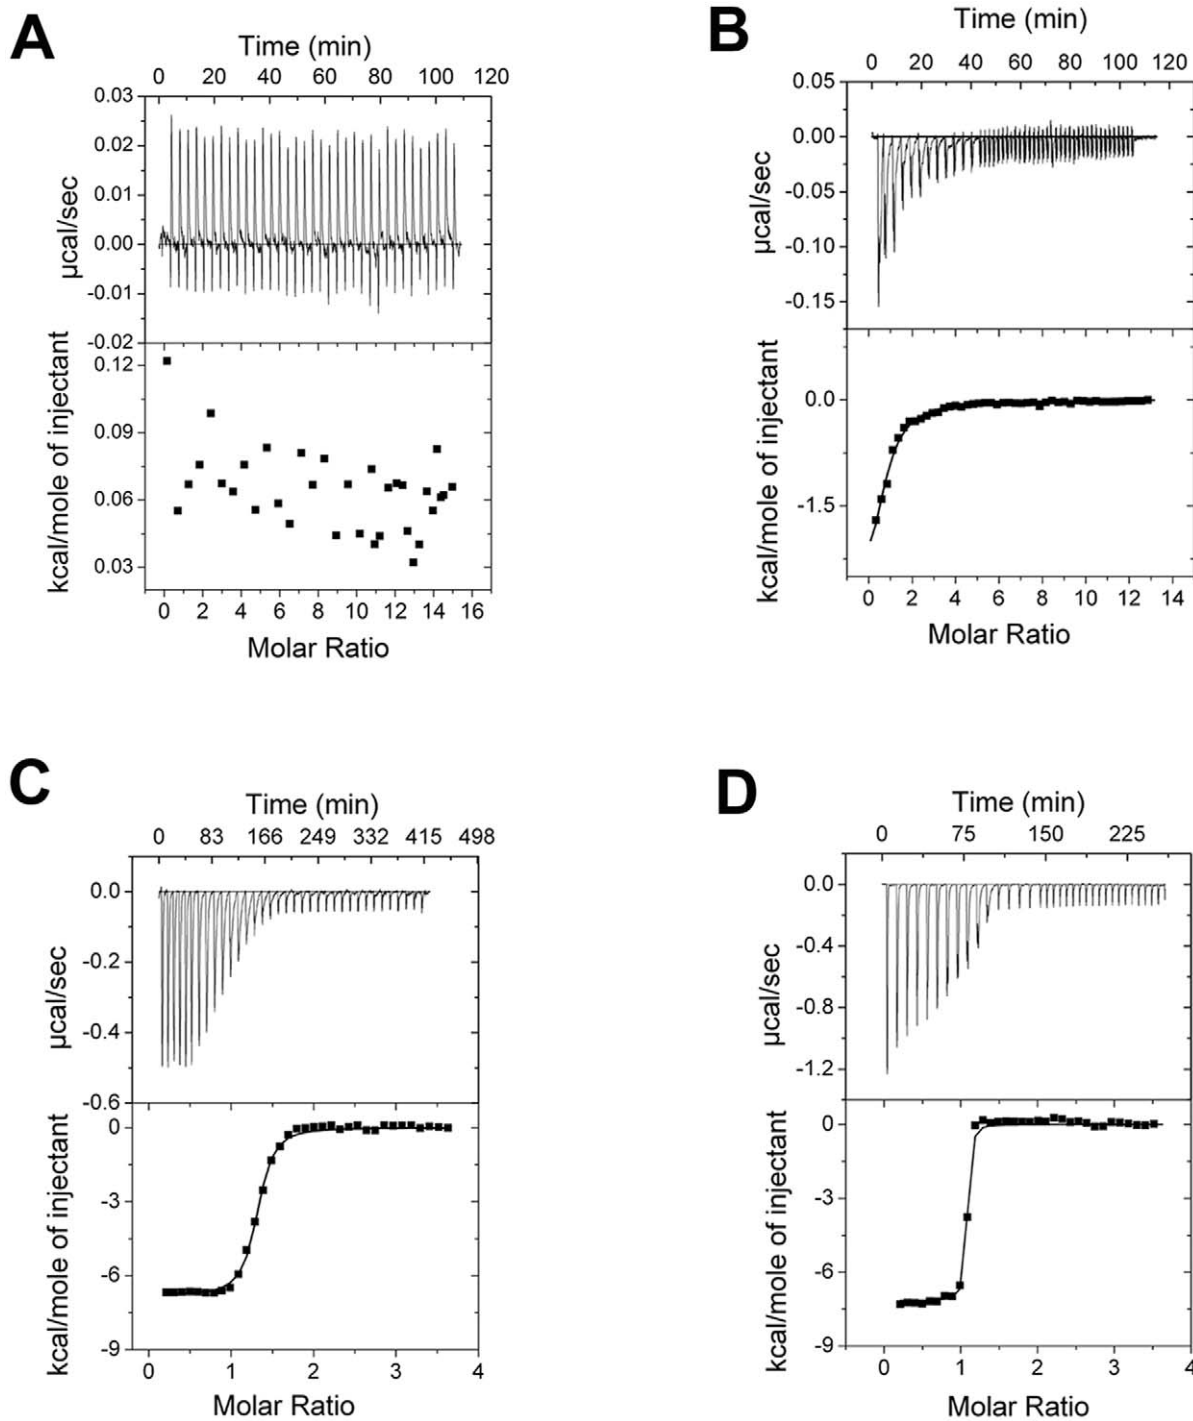 A
Time (min)
0 20 40 60 80 100 120
0.03
0.02
0.01
0.00
-0.01
-0.02
µcal/sec
0.12
0.09
0.06
0.03
kcal/mole of injectant
0 2 4 6 8 10 12 14 16
Molar Ratio
B
Time (min)
0 20 40 60 80 100 120
0.05
0.00
-0.05
-0.10
-0.15
µcal/sec
0.0
-1.5
kcal/mole of injectant
0 2 4 6 8 10 12 14
Molar Ratio
C
Time (min)
0 83 166 249 332 415 498
0.0
-0.2
-0.4
-0.6
µcal/sec
0
-3
-6
-9
kcal/mole of injectant
0 1 2 3 4
Molar Ratio
D
Time (min)
0 75 150 225
0.0
-0.4
-0.8
-1.2
µcal/sec
0
-3
-6
-9
kcal/mole of injectant
0 1 2 3 4
Molar Ratio